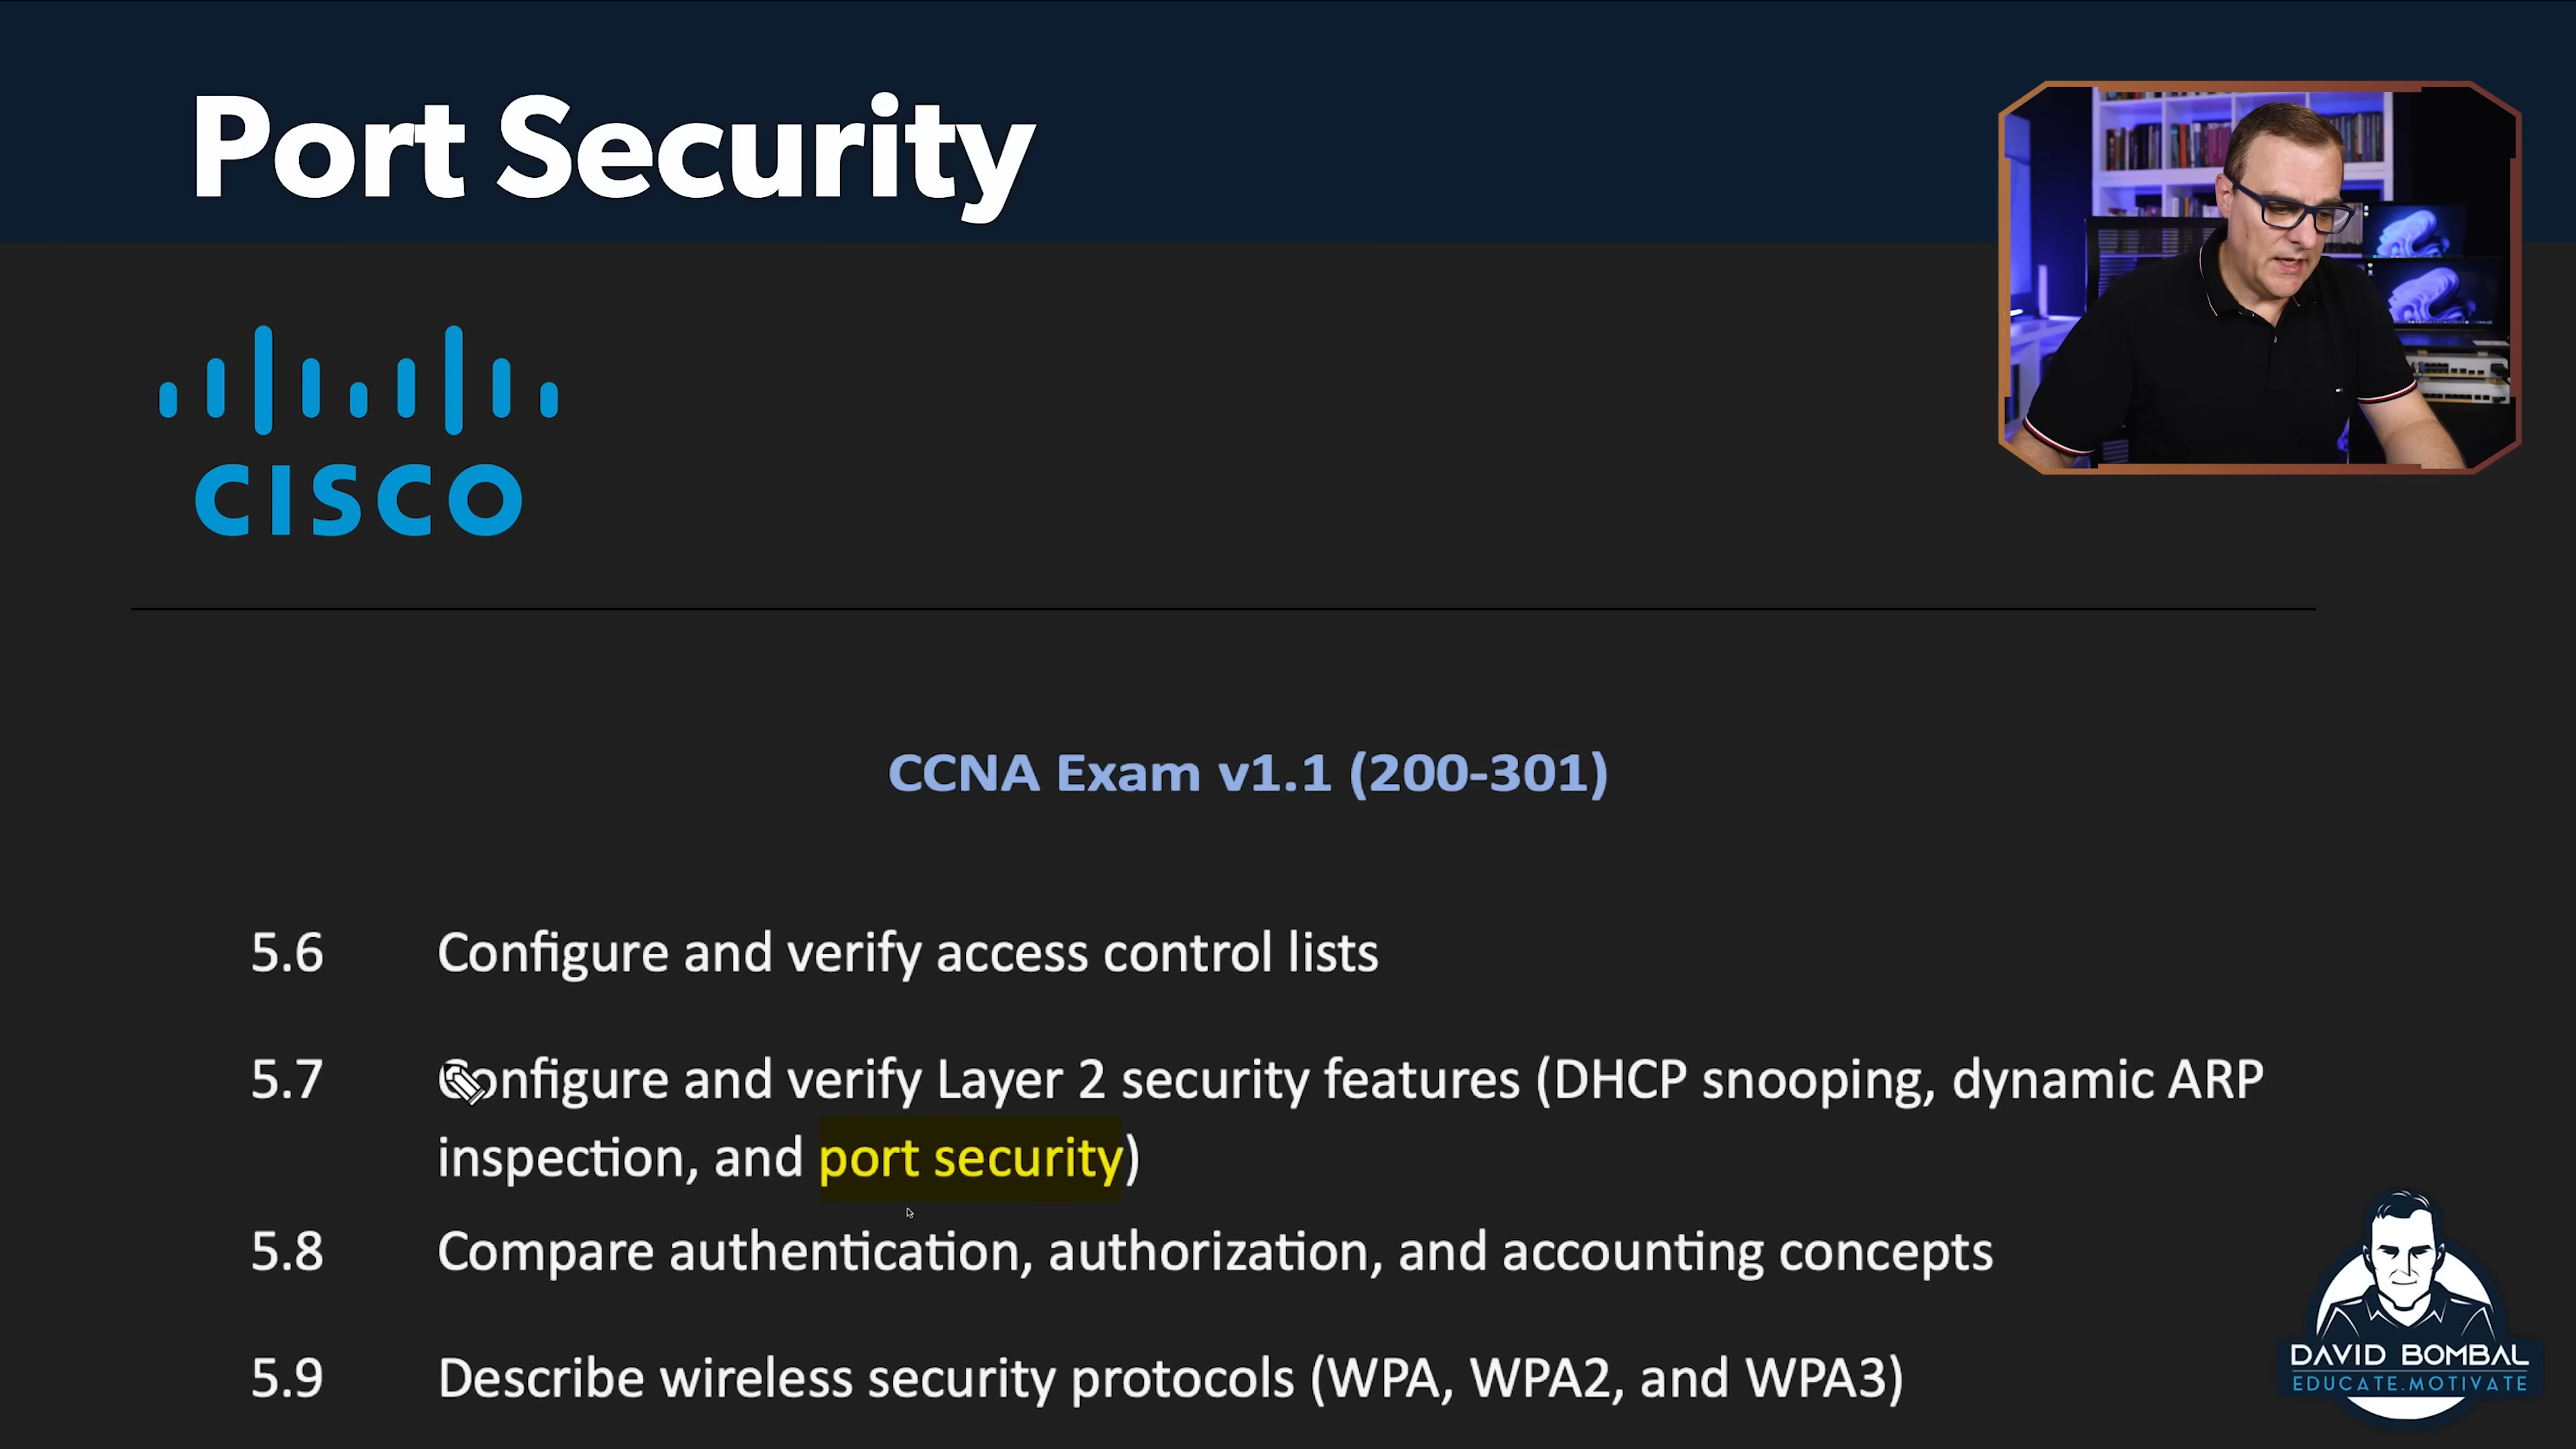 Port Security
CISCO
CCNA Exam v1.1 (200-301)
5.6 Configure and verify access control lists
5.7 Configure and verify Layer 2 security features (DHCP snooping, dynamic ARP
inspection, and port security)
5.8 Compare authentication, authorization, and accounting concepts
5.9 Describe wireless security protocols (WPA, WPA2, and WPA3)
DAVID BOMBAL
EDUCATE.MOTIVATE